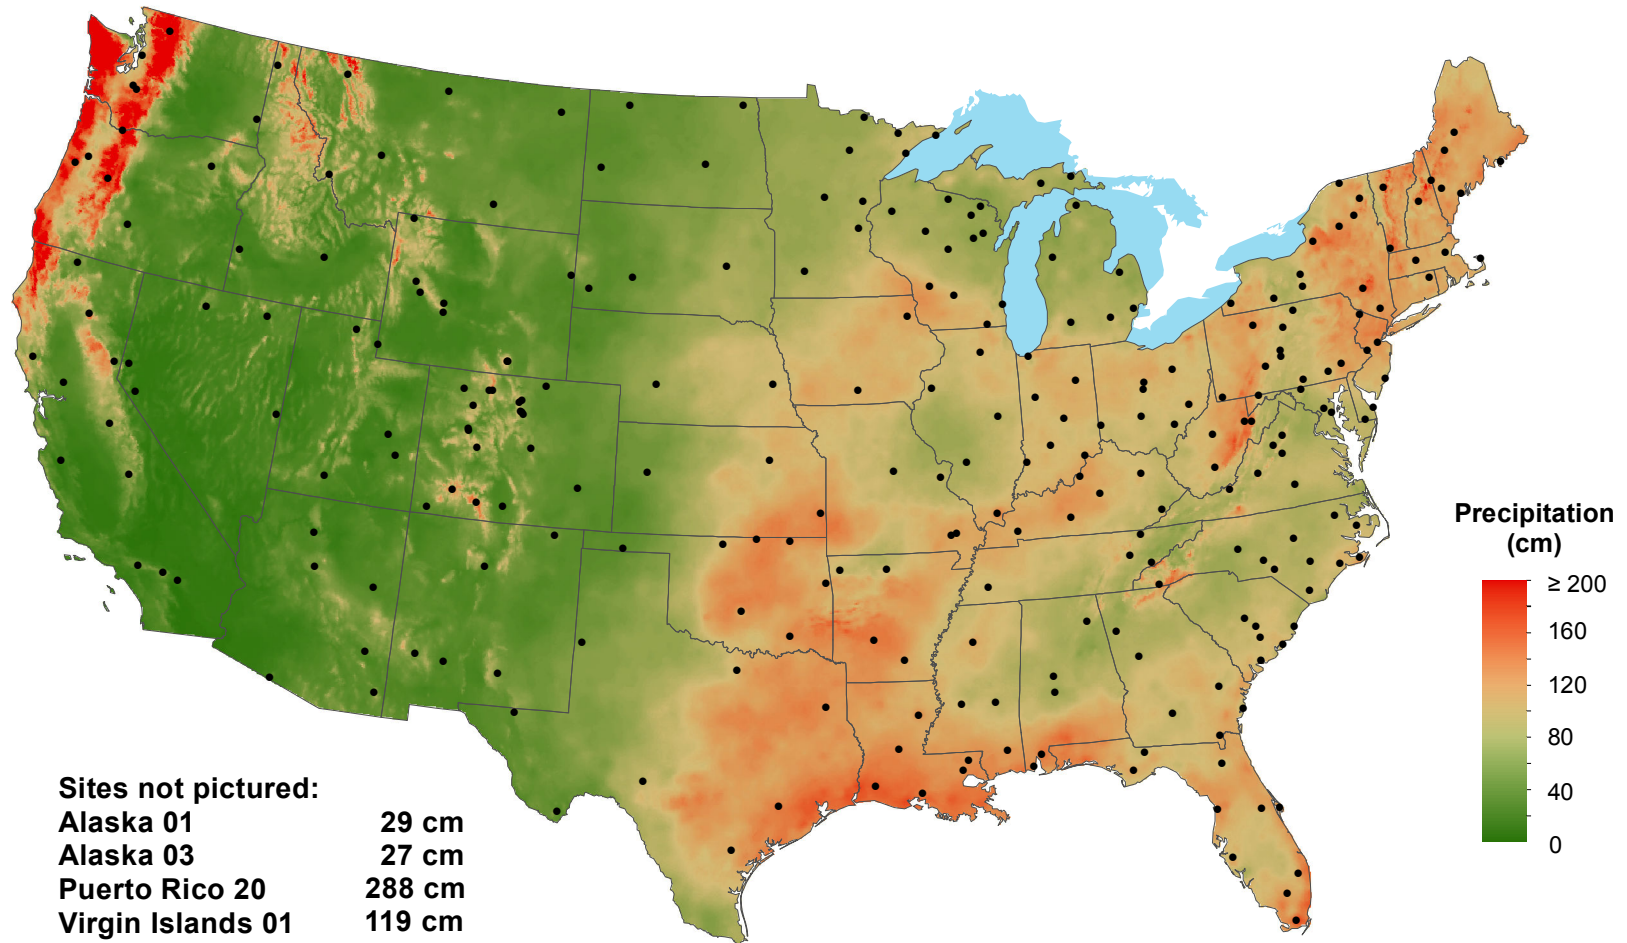 Precipitation
(cm)
≥ 200
160
120
80
40
0
Sites not pictured:
Alaska 01 29 cm
Alaska 03 27 cm
Puerto Rico 20 288 cm
Virgin Islands 01 119 cm